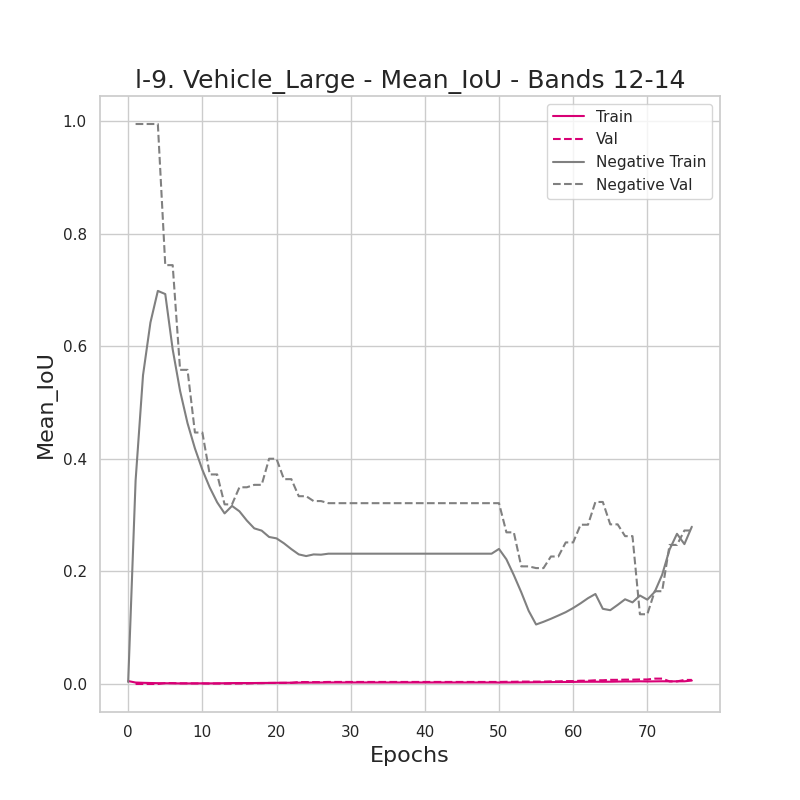 l-9. Vehicle_Large - Mean_IoU - Bands 12-14
Train
Val
Negative Train
Negative Val
1.0
0.8
0.6
0.4
0.2
0.0
Mean_IoU
0 10 20 30 40 50 60 70
Epochs